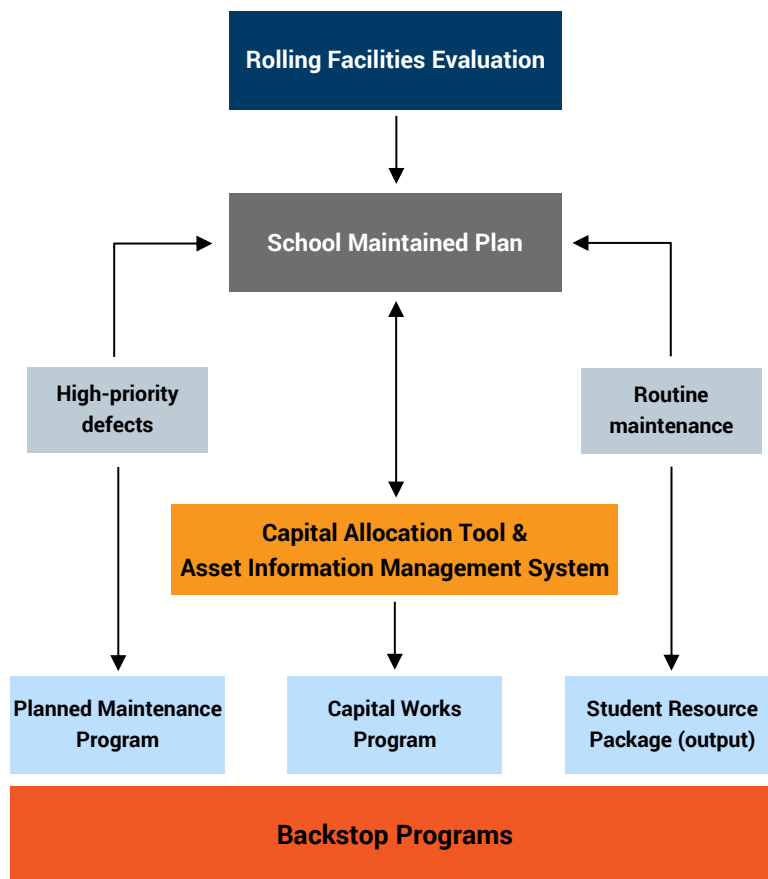 Rolling Facilities Evaluation
School Maintained Plan
High-priority
defects
Routine
maintenance
Capital Allocation Tool &
Asset Information Management System
Planned Maintenance
Program
Capital Works
Program
Student Resource
Package (output)
Backstop Programs